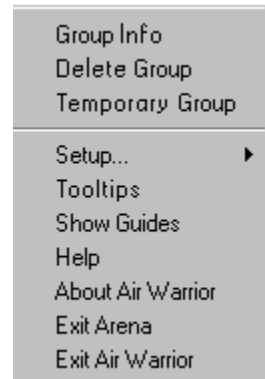 Group Info
Delete Group
Temporary Group
Setup...
Tooltips
Show Guides
Help
About Air Warrior
Exit Arena
Exit Air Warrior